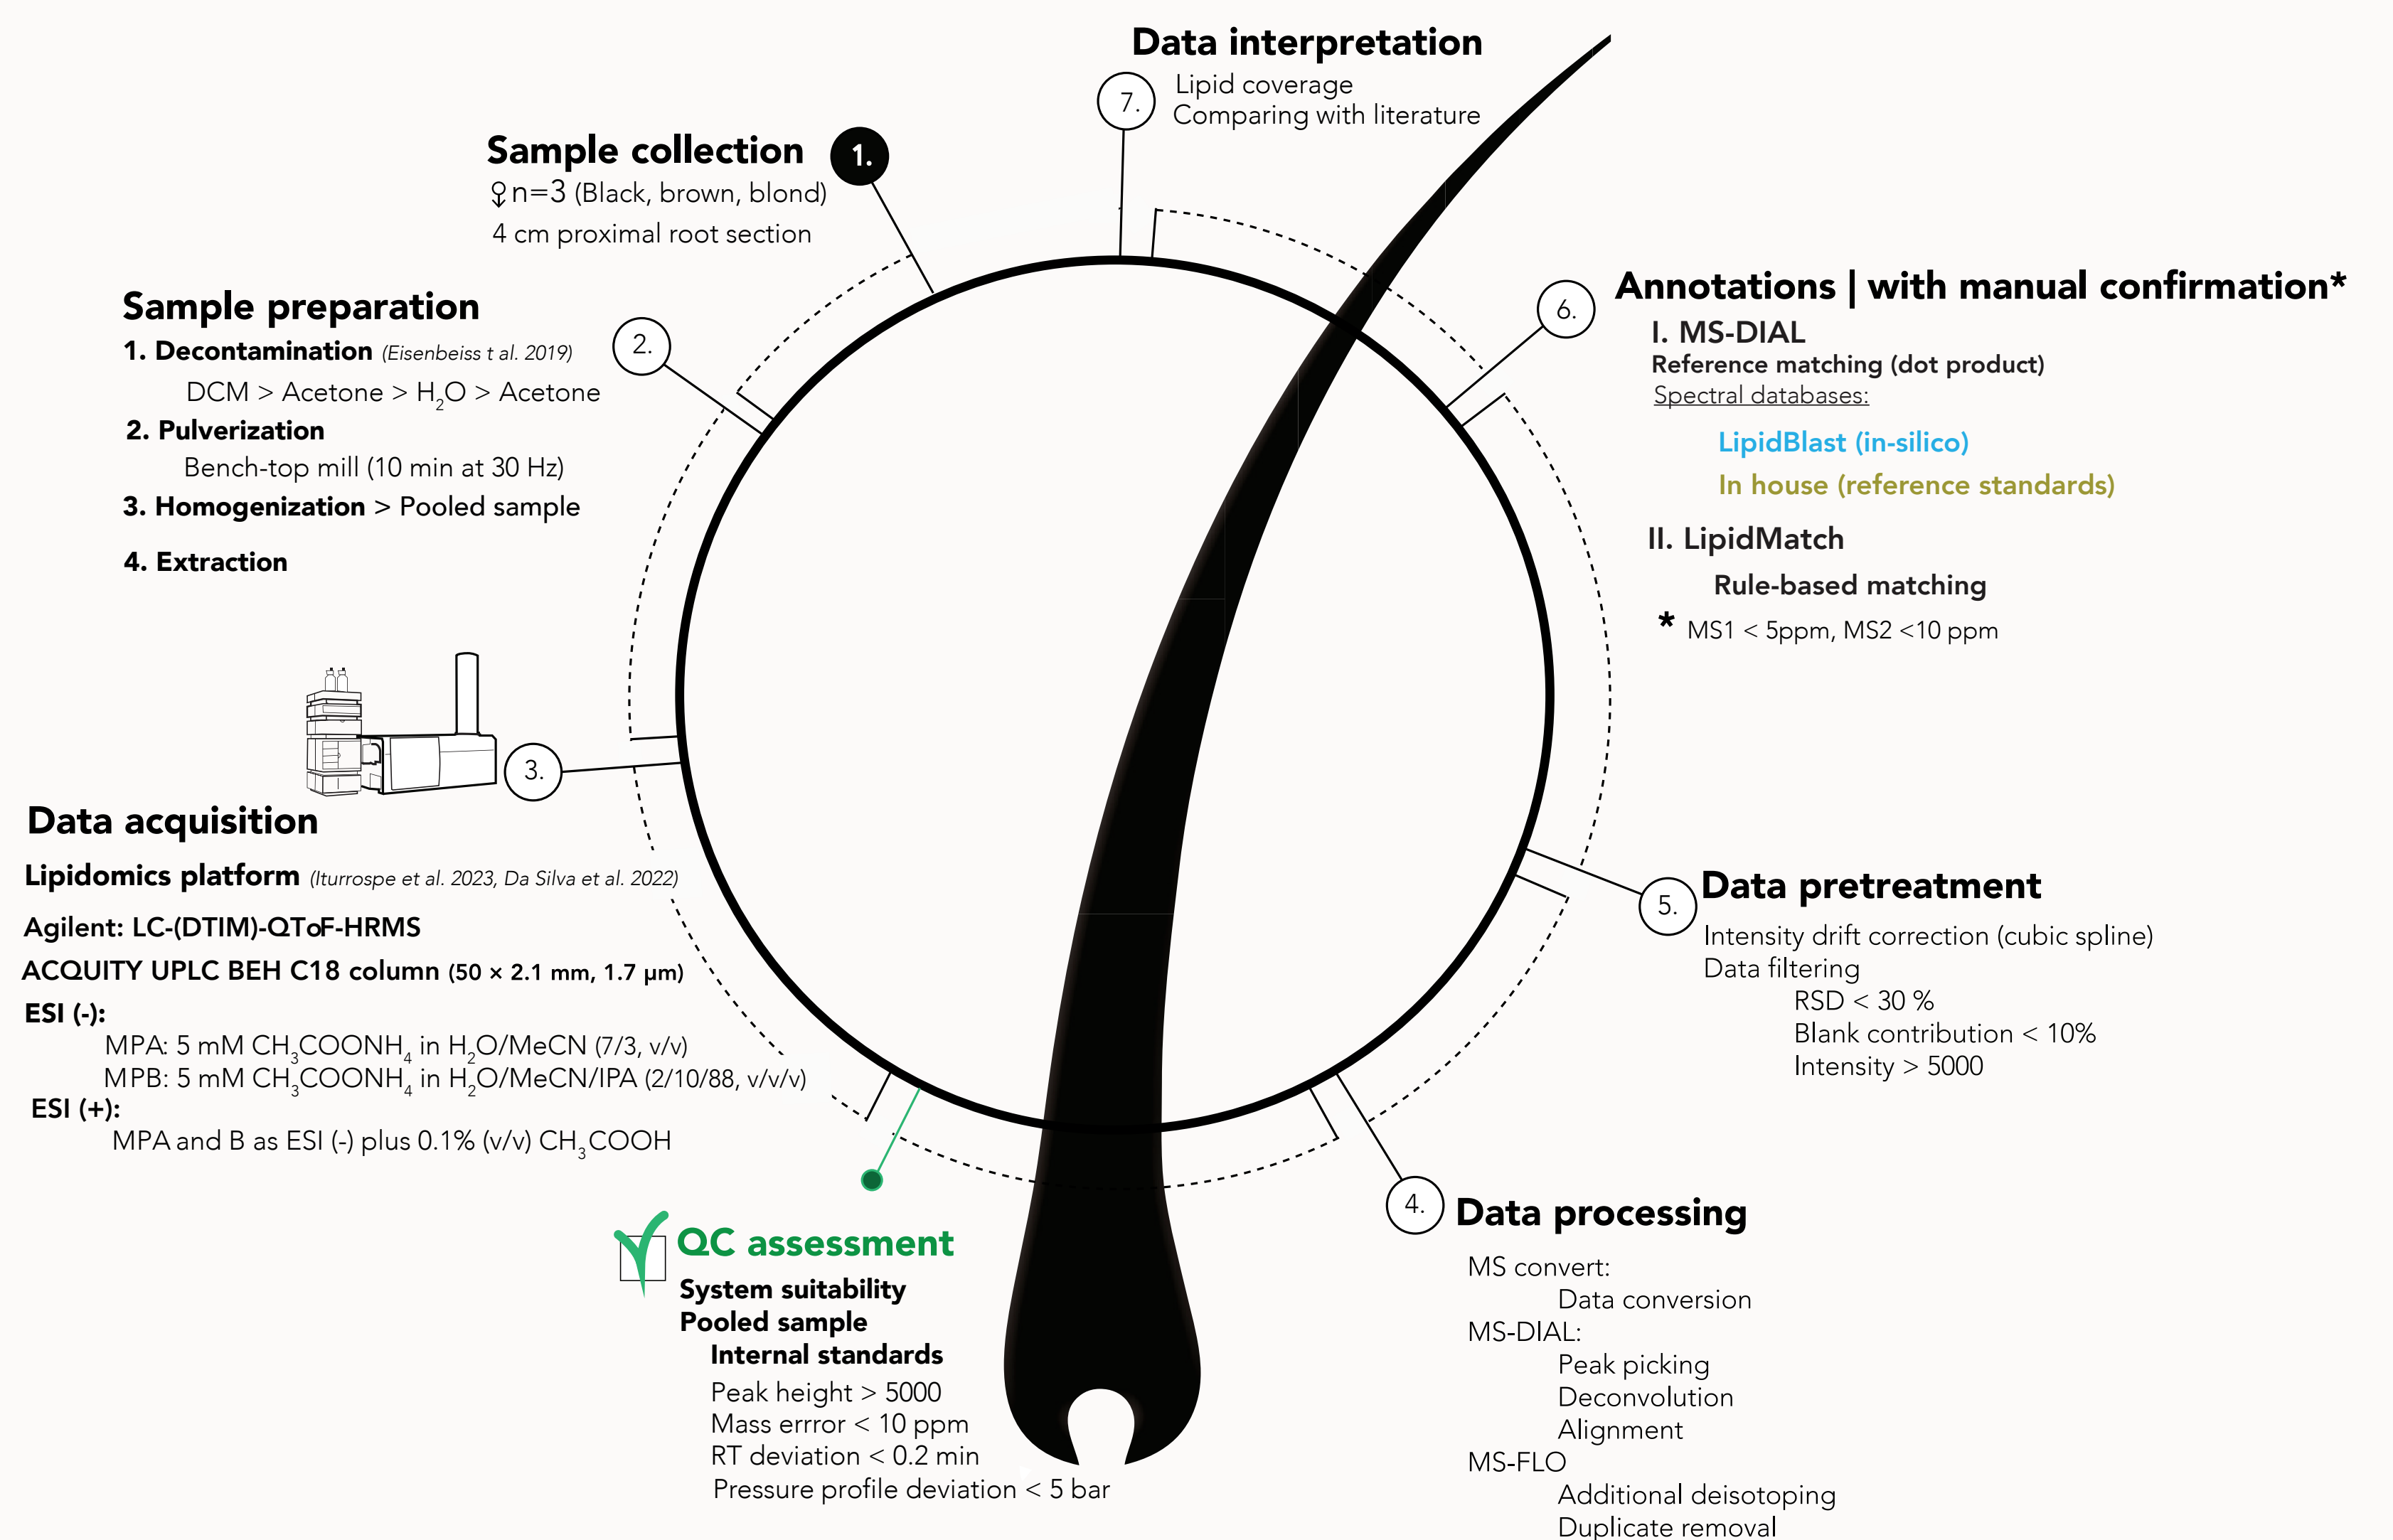 Data interpretation
7.
Lipid coverage
Comparing with literature
Sample collection
1.
♀n=3 (Black, brown, blond)
4 cm proximal root section
Sample preparation
2.
1. Decontamination (Eisenbeiss t al. 2019)
DCM > Acetone > H2O > Acetone
2. Pulverization
Bench-top mill (10 min at 30 Hz)
3. Homogenization > Pooled sample
4. Extraction
3.
Data acquisition
Lipidomics platform (Iturrospe et al. 2023, Da Silva et al. 2022)
Agilent: LC-(DTIM)-QToF-HRMS
ACQUITY UPLC BEH C18 column (50 × 2.1 mm, 1.7 µm)
ESI (-):
MPA: 5 mM CH3COONH4 in H2O/MeCN (7/3, v/v)
MPB: 5 mM CH3COONH4 in H2O/MeCN/IPA (2/10/88, v/v/v)
ESI (+):
MPA and B as ESI (-) plus 0.1% (v/v) CH3COOH
QC assessment
System suitability
Pooled sample
Internal standards
Peak height > 5000
Mass errror < 10 ppm
RT deviation < 0.2 min
Pressure profile deviation < 5 bar
4.
Data processing
MS convert:
Data conversion
MS-DIAL:
Peak picking
Deconvolution
Alignment
MS-FLO
Additional deisotoping
Duplicate removal
5.
Data pretreatment
Intensity drift correction (cubic spline)
Data filtering
RSD < 30 %
Blank contribution < 10%
Intensity > 5000
6.
Annotations | with manual confirmation*
I. MS-DIAL
Reference matching (dot product)
Spectral databases:
LipidBlast (in-silico)
In house (reference standards)
II. LipidMatch
Rule-based matching
* MS1 < 5ppm, MS2 <10 ppm